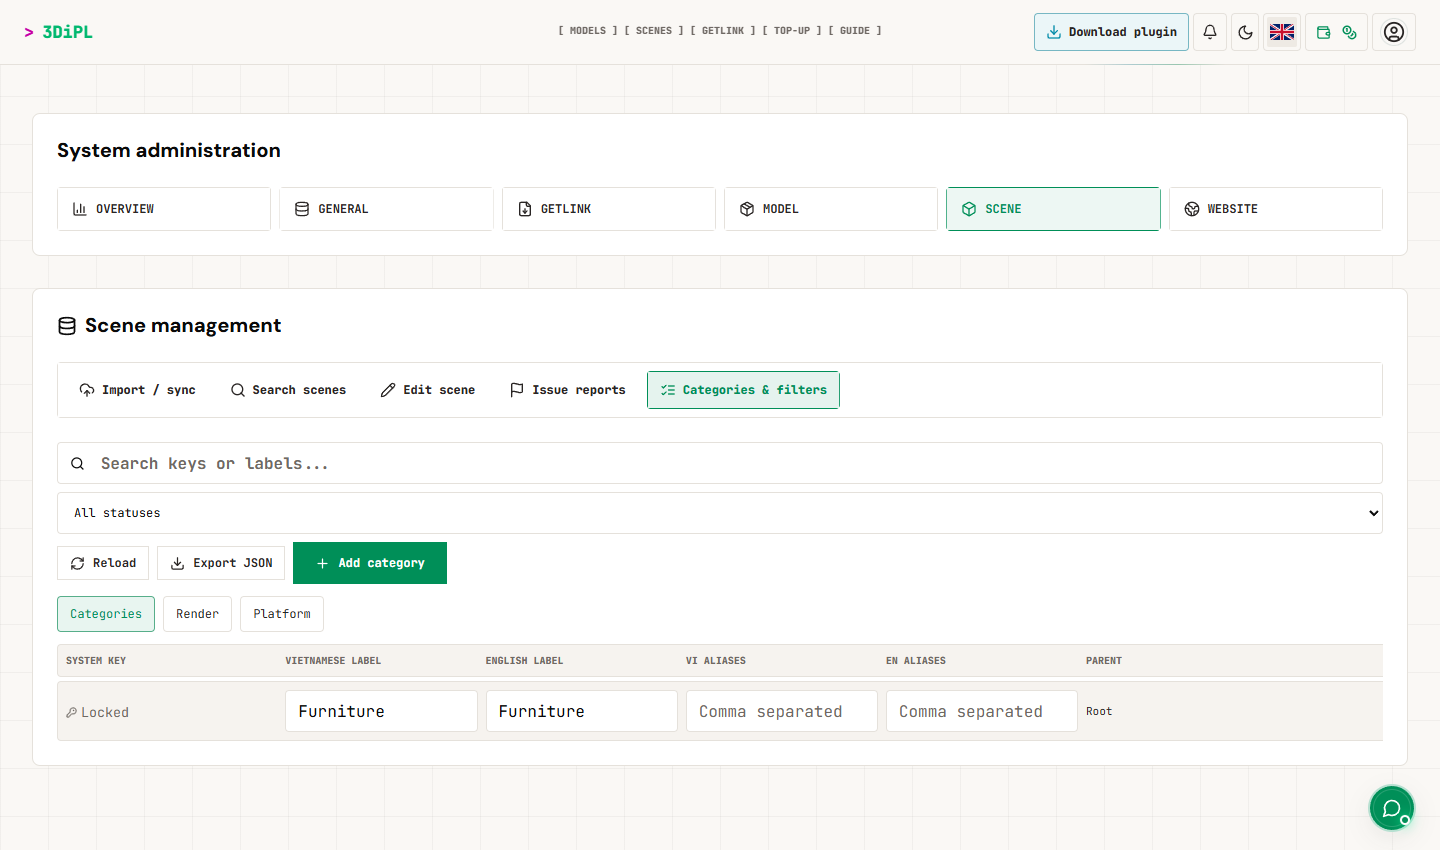 > 3DiPL
[ MODELS ] [ SCENES ] [ GETLINK ] [ TOP-UP ] [ GUIDE ]
Download plugin
System administration
OVERVIEW
GENERAL
GETLINK
MODEL
SCENE
WEBSITE
Scene management
Import / sync
Search scenes
Edit scene
Issue reports
Categories & filters
Search keys or labels...
All statuses
Reload
Export JSON
+ Add category
Categories
Render
Platform
SYSTEM KEY VIETNAMESE LABEL ENGLISH LABEL VI ALIASES EN ALIASES PARENT
Locked Furniture Furniture Comma separated Comma separated Root